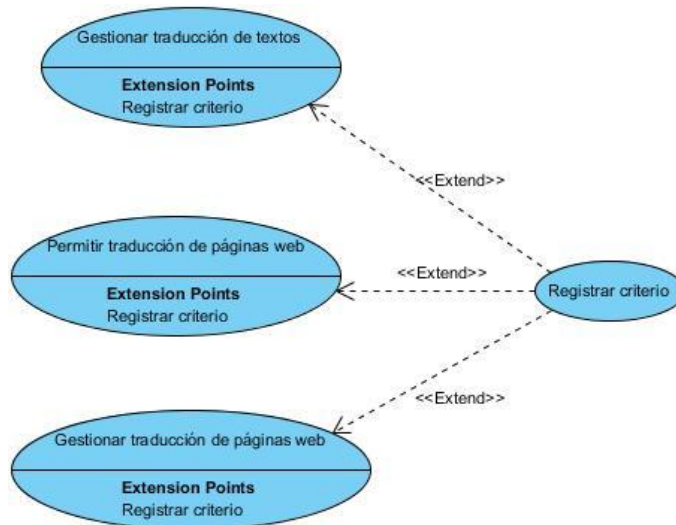 Gestionar traducción de textos
Extension Points
Registrar criterio
<<Extend>>
Permitir traducción de páginas web
Extension Points
Registrar criterio
<<Extend>>
Registrar criterio
<<Extend>>
Gestionar traducción de páginas web
Extension Points
Registrar criterio